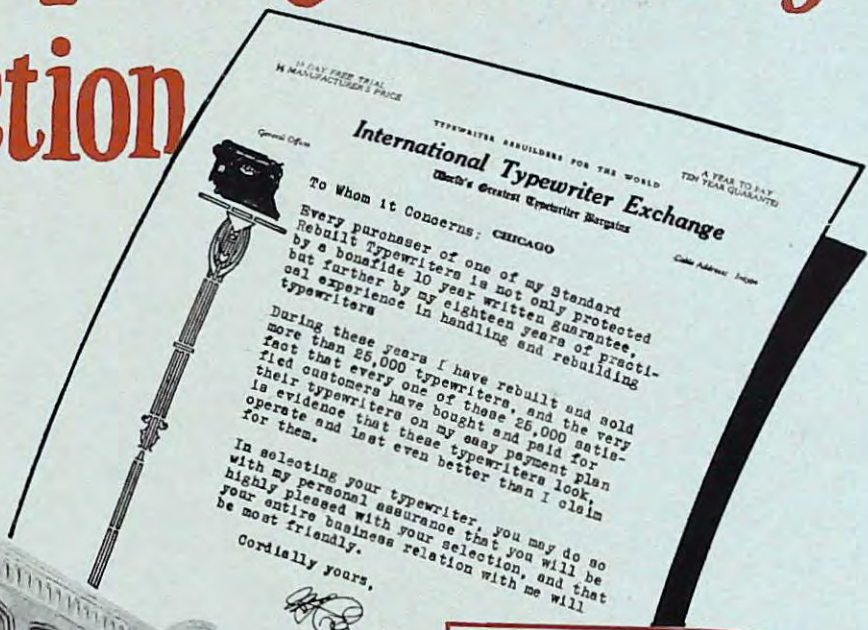 ction
10 DAY FREE TRIAL
½ MANUFACTURER'S PRICE
TYPEWRITER REBUILDERS FOR THE WORLD
A YEAR TO PAY
TEN YEAR GUARANTEE
General Offices
International Typewriter Exchange
World's Greatest Typewriter Bargains
CHICAGO
Cable Address: Intype
To Whom it Concerns:
Every purchaser of one of my Standard
Rebuilt Typewriters is not only protected
by a bonafide 10 year written guarantee,
but further by my eighteen years of practi-
cal experience in handling and rebuilding
typewriters
During these years I have rebuilt and sold
more than 25,000 typewriters, and the very
fact that every one of these 25,000 satis-
fied customers have bought and paid for
their typewriters on my easy payment plan
is evidence that these typewriters look,
operate and last even better than I claim
for them.
In selecting your typewriter, you may do so
with my personal assurance that you will be
highly pleased with your selection, and that
your entire business relation with me will
be most friendly.
Cordially yours,